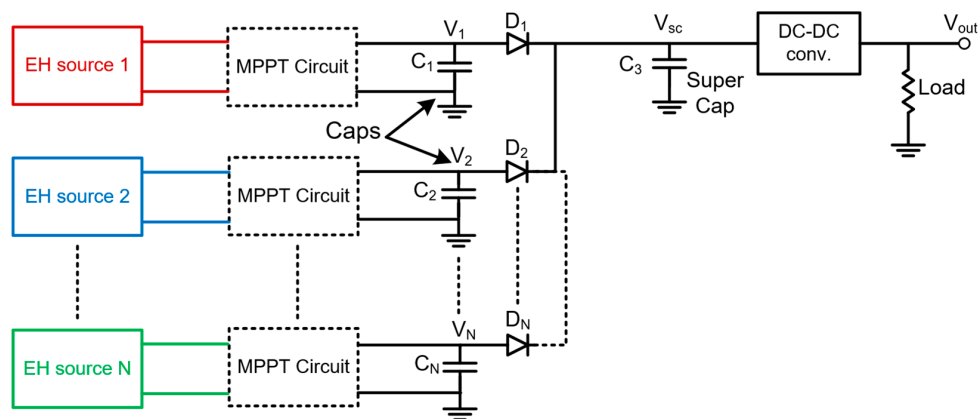 EH source 1
MPPT Circuit
V₁
D₁
C₁
Vsc
C₃
Super
Cap
DC-DC
conv.
Vout
Load
Caps
EH source 2
MPPT Circuit
V₂
D₂
C₂
EH source N
MPPT Circuit
VN
DN
CN